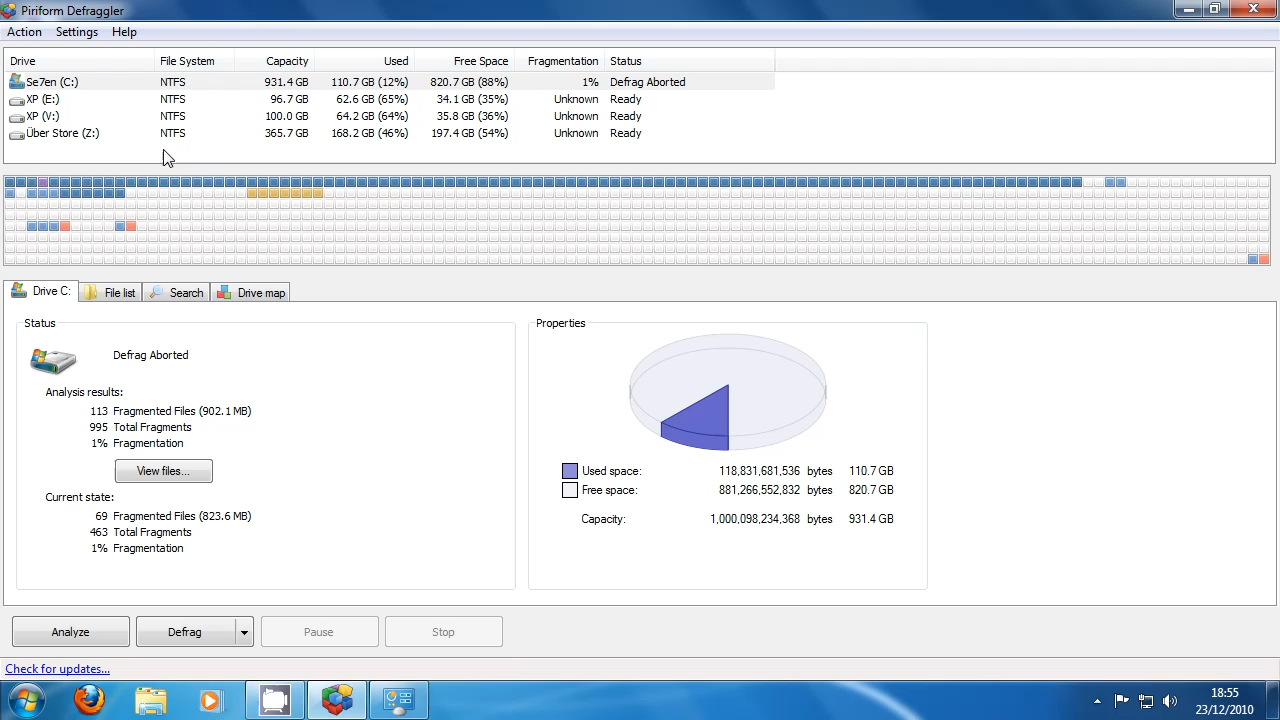 Piriform Defraggler
Action Settings Help
Drive File System Capacity Used Free Space Fragmentation Status
Se7en (C:) NTFS 931.4 GB 110.7 GB (12%) 820.7 GB (88%) 1% Defrag Aborted
XP (E:) NTFS 96.7 GB 62.6 GB (65%) 34.1 GB (35%) Unknown Ready
XP (V:) NTFS 100.0 GB 64.2 GB (64%) 35.8 GB (36%) Unknown Ready
Über Store (Z:) NTFS 365.7 GB 168.2 GB (46%) 197.4 GB (54%) Unknown Ready
Drive C: File list Search Drive map
Status
Defrag Aborted
Analysis results:
113 Fragmented Files (902.1 MB)
995 Total Fragments
1% Fragmentation
View files...
Current state:
69 Fragmented Files (823.6 MB)
463 Total Fragments
1% Fragmentation
Properties
Used space: 118,831,681,536 bytes 110.7 GB
Free space: 881,266,552,832 bytes 820.7 GB
Capacity: 1,000,098,234,368 bytes 931.4 GB
Analyze Defrag Pause Stop
Check for updates...
18:55
23/12/2010